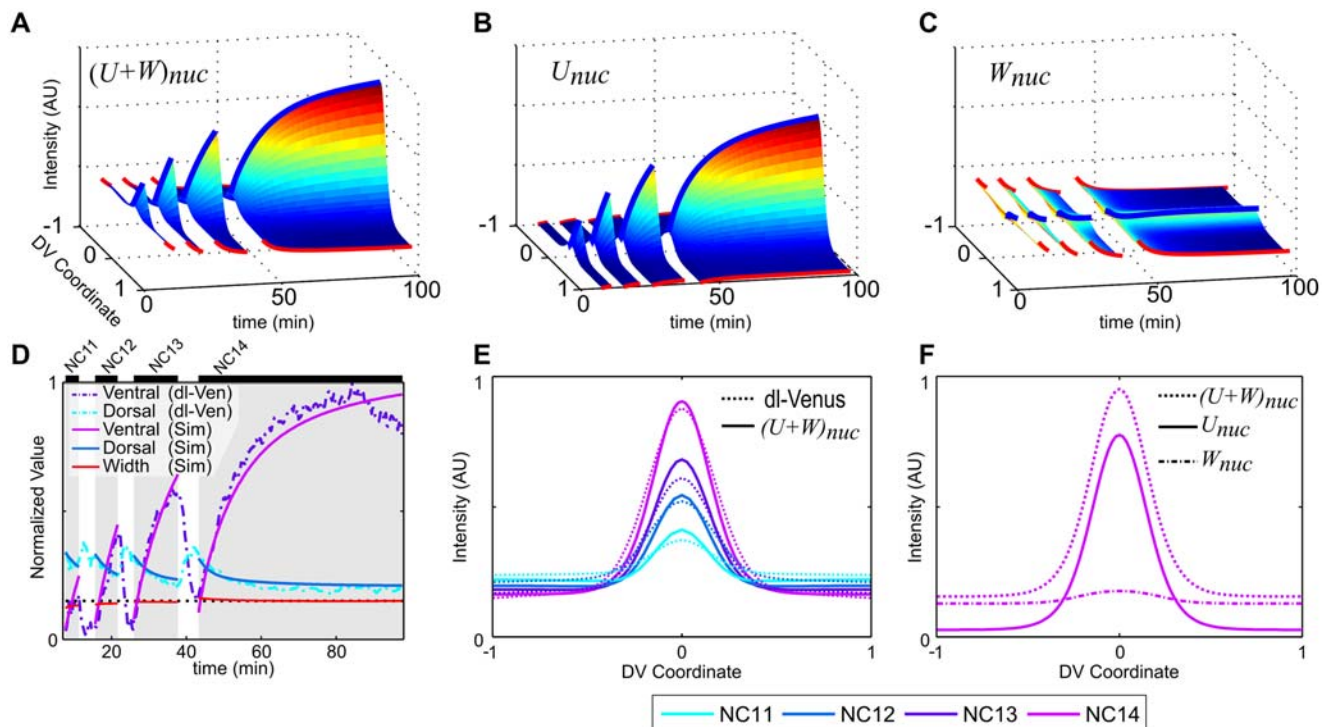 A
(U+W)nuc
Intensity (AU)
-1
0
1
DV Coordinate
0
50
100
time (min)
B
Unuc
-1
0
1
0
50
100
time (min)
C
Wnuc
-1
0
1
0
50
100
time (min)
D
NC11
NC12
NC13
NC14
1
Ventral (dl-Ven)
Dorsal (dl-Ven)
Ventral (Sim)
Dorsal (Sim)
Width (Sim)
Normalized Value
0
20
40
60
80
time (min)
E
1
dl-Venus
(U+W)nuc
Intensity (AU)
0
-1
0
1
DV Coordinate
F
1
(U+W)nuc
Unuc
Wnuc
Intensity (AU)
0
-1
0
1
DV Coordinate
NC11 NC12 NC13 NC14